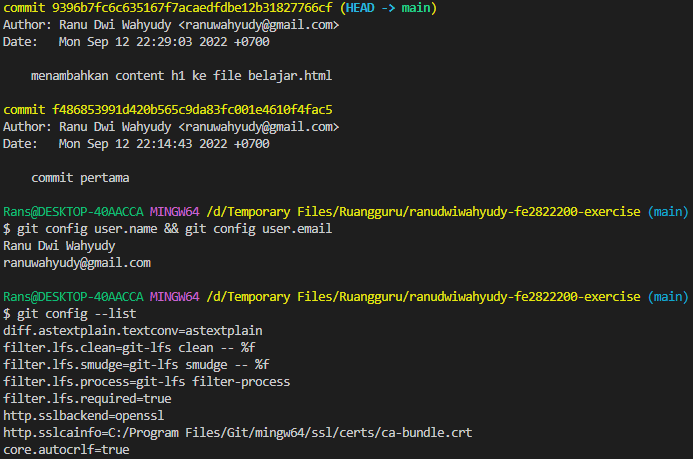 commit 9396b7fc6c635167f7acaedfdbe12b31827766cf (HEAD -> main)
Author: Ranu Dwi Wahyudy <ranuwahyudy@gmail.com>
Date:   Mon Sep 12 22:29:03 2022 +0700
menambahkan content h1 ke file belajar.html
commit f486853991d420b565c9da83fc001e4610f4fac5
Author: Ranu Dwi Wahyudy <ranuwahyudy@gmail.com>
Date:   Mon Sep 12 22:14:43 2022 +0700
commit pertama
Rans@DESKTOP-40AACCA MINGW64 /d/Temporary Files/Ruangguru/ranudwiwahyudy-fe2822200-exercise (main)
$ git config user.name && git config user.email
Ranu Dwi Wahyudy
ranuwahyudy@gmail.com
Rans@DESKTOP-40AACCA MINGW64 /d/Temporary Files/Ruangguru/ranudwiwahyudy-fe2822200-exercise (main)
$ git config --list
diff.astextplain.textconv=astextplain
filter.lfs.clean=git-lfs clean -- %f
filter.lfs.smudge=git-lfs smudge -- %f
filter.lfs.process=git-lfs filter-process
filter.lfs.required=true
http.sslbackend=openssl
http.sslcainfo=C:/Program Files/Git/mingw64/ssl/certs/ca-bundle.crt
core.autocrlf=true